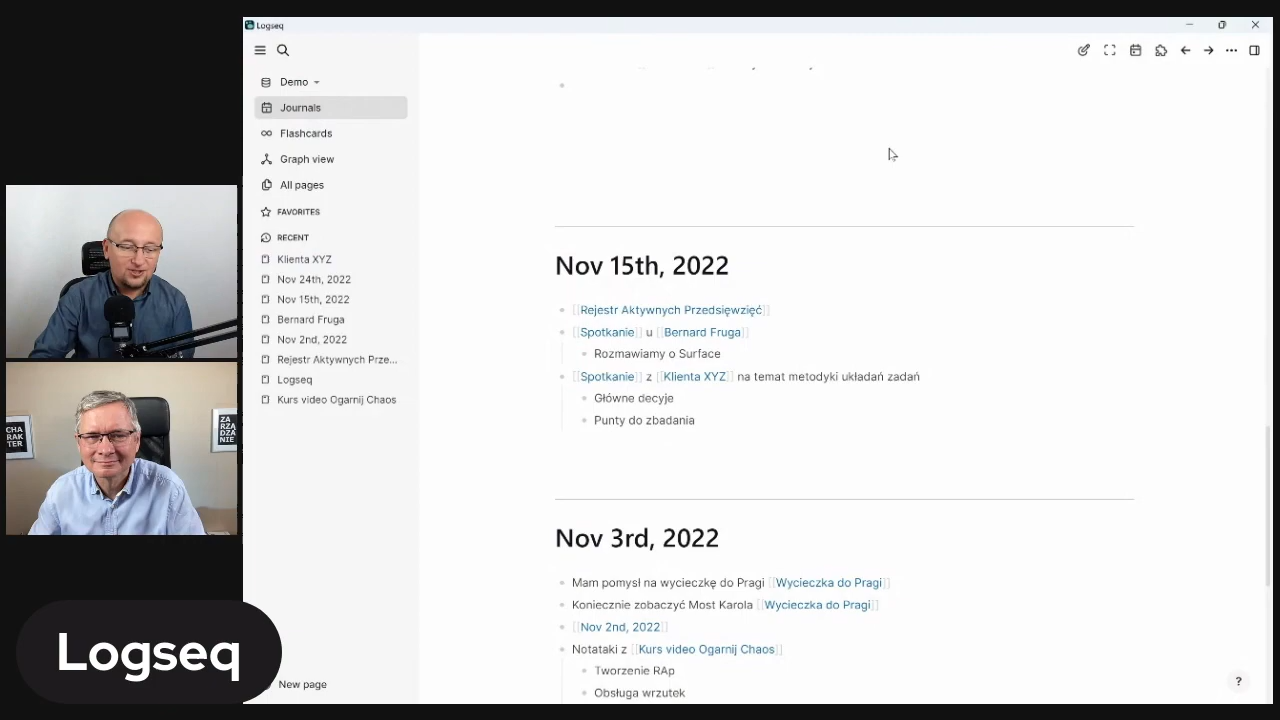 Logseq
Demo
Journals
Flashcards
Graph view
All pages
FAVORITES
RECENT
Klienta XYZ
Nov 24th, 2022
Nov 15th, 2022
Bernard Fruga
Nov 2nd, 2022
Rejestr Aktywnych Prze...
Logseq
Kurs video Ogarnij Chaos
New page
Nov 15th, 2022
[[Rejestr Aktywnych Przedsięwzięć]]
[[Spotkanie]] u [[Bernard Fruga]]
Rozmawiamy o Surface
[[Spotkanie]] z [[Klienta XYZ]] na temat metodyki układań zadań
Główne decyje
Punty do zbadania
Nov 3rd, 2022
Mam pomysł na wycieczkę do Pragi [[Wycieczka do Pragi]]
Koniecznie zobaczyć Most Karola [[Wycieczka do Pragi]]
[[Nov 2nd, 2022]]
Notataki z [[Kurs video Ogarnij Chaos]]
Tworzenie RAp
Obsługa wrzutek
?
CHA
RAK
TER
ZA
RZĄ
DZA
NIE
Logseq